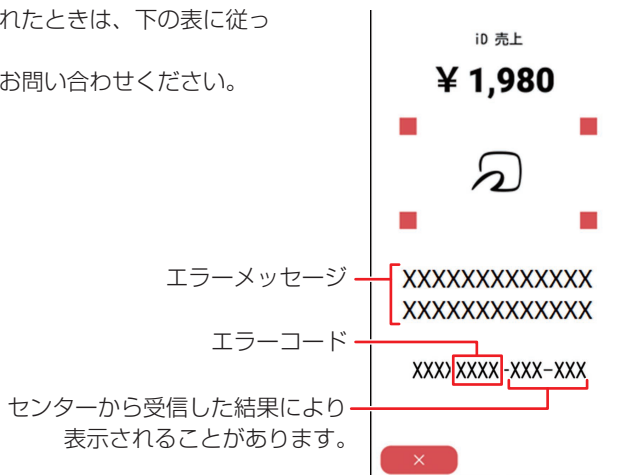 れたときは、下の表に従っ
お問い合わせください。
iD 売上
¥ 1,980
エラーメッセージ
XXXXXXXXXXXXX
XXXXXXXXXXXXX
エラーコード
XXXXXXXX-XXX-XXX
センターから受信した結果により
表示されることがあります。
×